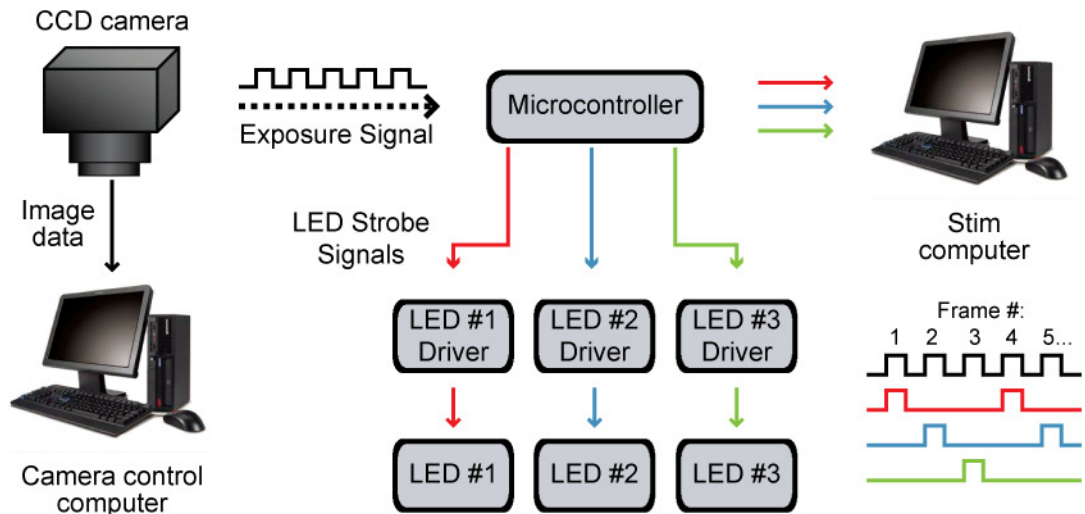 CCD camera
Exposure Signal
Microcontroller
Image
data
LED Strobe
Signals
Stim
computer
LED #1
Driver
LED #2
Driver
LED #3
Driver
Frame #:
1 2 3 4 5...
Camera control
computer
LED #1
LED #2
LED #3